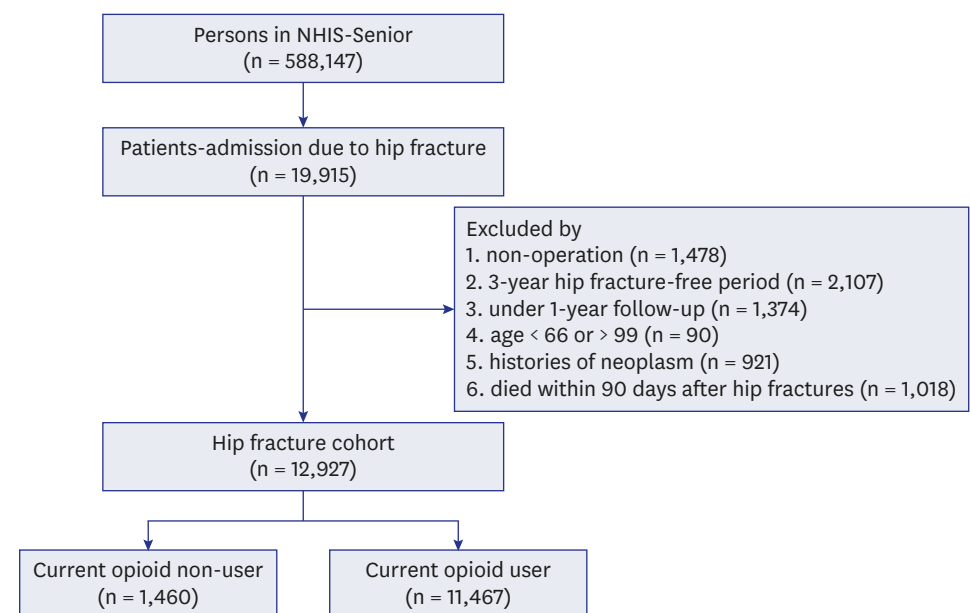 Persons in NHIS-Senior
(n = 588,147)
Patients-admission due to hip fracture
(n = 19,915)
Excluded by
1. non-operation (n = 1,478)
2. 3-year hip fracture-free period (n = 2,107)
3. under 1-year follow-up (n = 1,374)
4. age < 66 or > 99 (n = 90)
5. histories of neoplasm (n = 921)
6. died within 90 days after hip fractures (n = 1,018)
Hip fracture cohort
(n = 12,927)
Current opioid non-user
(n = 1,460)
Current opioid user
(n = 11,467)